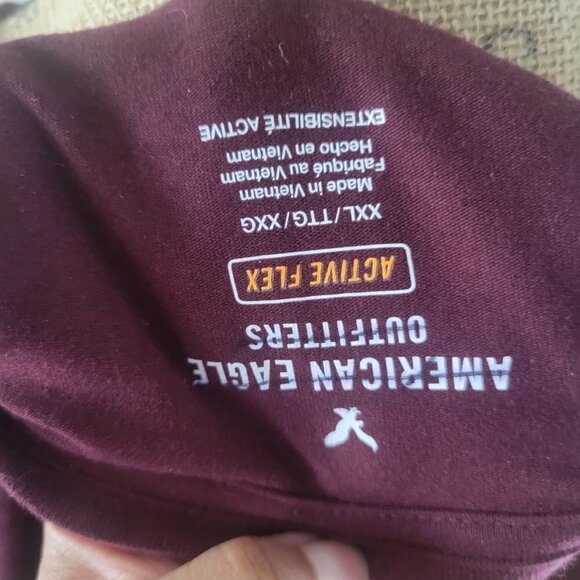 AMERICAN EAGLE
OUTFITTERS
ACTIVE FLEX
XXL/TTG/XXG
Made in Vietnam
Fabriqué au Vietnam
Hecho en Vietnam
EXTENSIBILITÉ ACTIVE